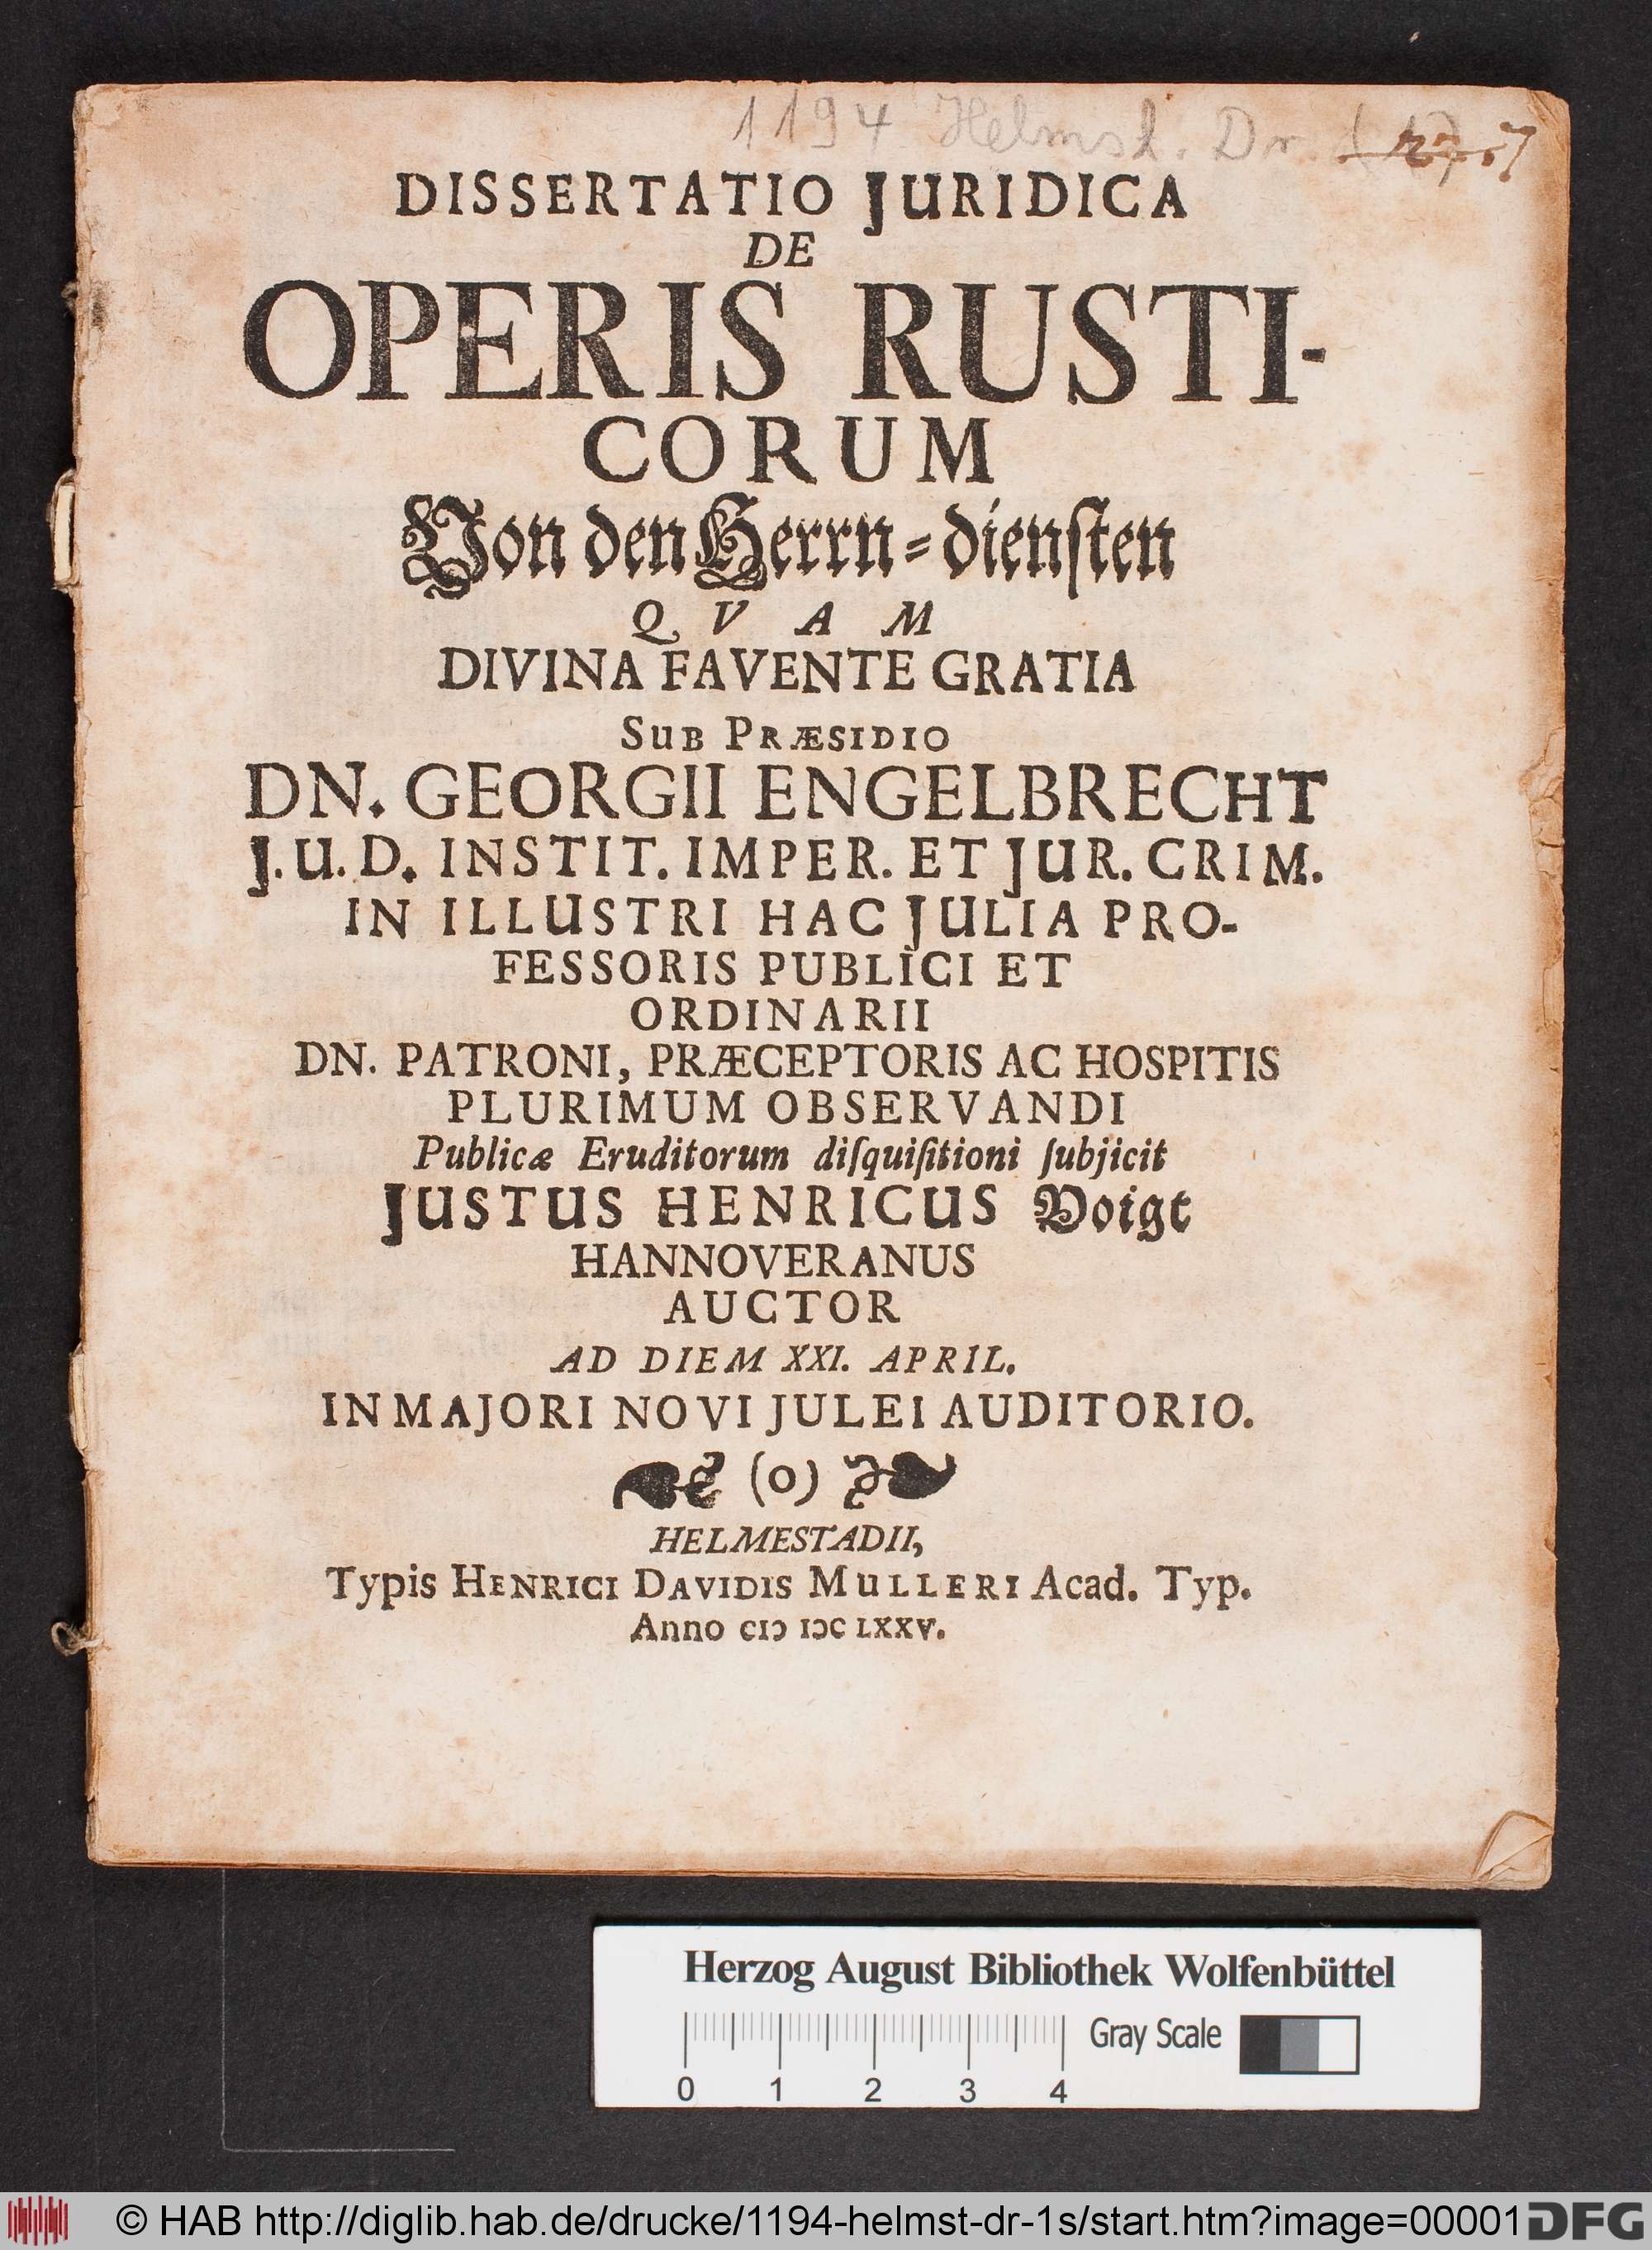 1194 Helmst. Dr.
DISSERTATIO JURIDICA
DE
OPERIS RUSTI-
CORUM
Von den Herrn-dienſten
QVAM
DIVINA FAVENTE GRATIA
SUB PRÆSIDIO
DN. GEORGII ENGELBRECHT
J.U.D. INSTIT. IMPER. ET JUR. CRIM.
IN ILLUSTRI HAC JULIA PRO-
FESSORIS PUBLICI ET
ORDINARII
DN. PATRONI, PRÆCEPTORIS AC HOSPITIS
PLURIMUM OBSERVANDI
Publicæ Eruditorum diſquiſitioni ſubjicit
JUSTUS HENRICUS Voigt
HANNOVERANUS
AUCTOR
AD DIEM XXI. APRIL.
IN MAJORI NOVI JULEI AUDITORIO.
(o)
HELMESTADII,
Typis HENRICI DAVIDIS MULLERI Acad. Typ.
Anno CIↃ IↃC LXXV.
Herzog August Bibliothek Wolfenbüttel
Gray Scale
0 1 2 3 4
© HAB http://diglib.hab.de/drucke/1194-helmst-dr-1s/start.htm?image=00001
DFG